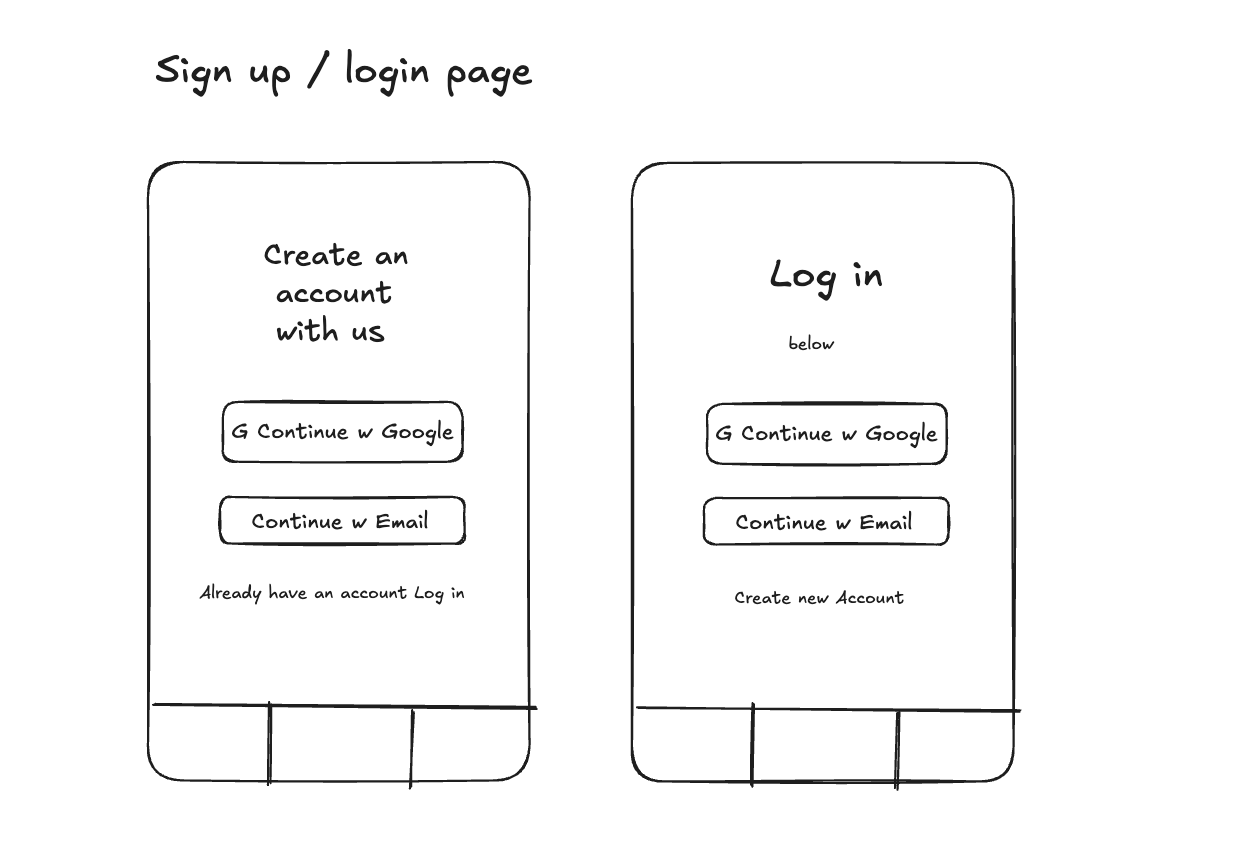 Sign up / login page
Create an
account
with us
G Continue w Google
Continue w Email
Already have an account Log in
Log in
below
G Continue w Google
Continue w Email
Create new Account